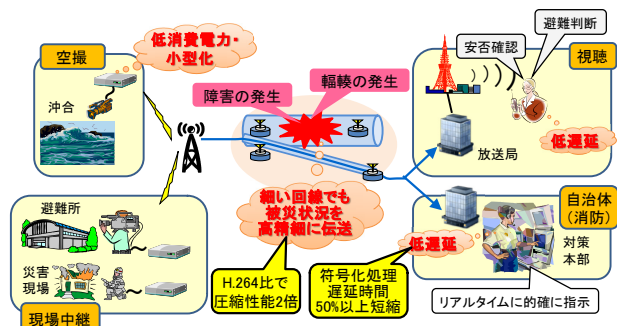 空撮
低消費電力・
小型化
沖合
障害の発生
輻輳の発生
避難判断
安否確認
視聴
放送局
低遅延
避難所
災害
現場
現場中継
細い回線でも
被災状況を
高精細に伝送
H.264比で
圧縮性能2倍
符号化処理
遅延時間
50%以上短縮
低遅延
自治体
(消防)
対策
本部
リアルタイムに的確に指示